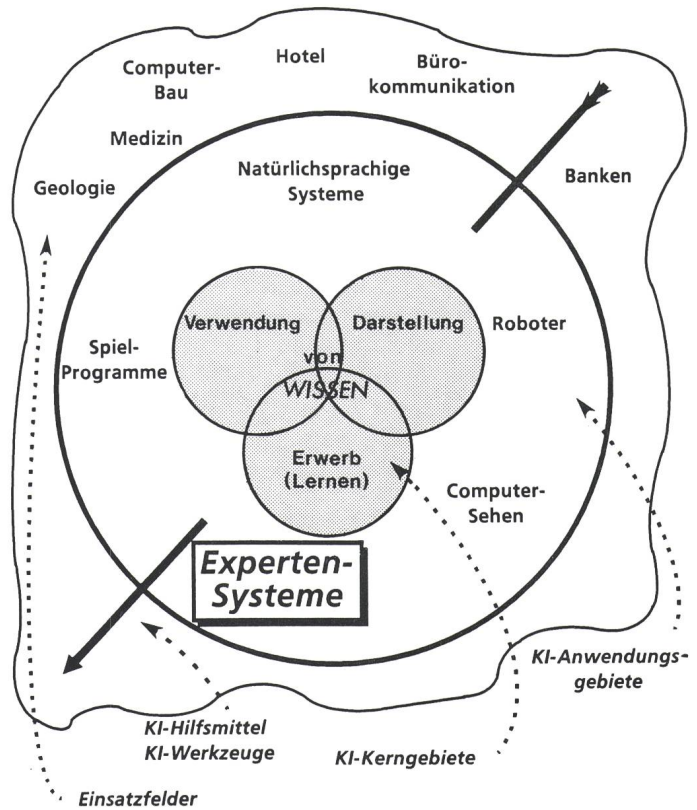 Hotel
Computer-
Bau
Büro-
kommunikation
Medizin
Geologie
Natürlichsprachige
Systeme
Banken
Verwendung
Darstellung
Roboter
Spiel-
Programme
von
WISSEN
Erwerb
(Lernen)
Computer-
Sehen
Experten-
Systeme
KI-Anwendungs-
gebiete
KI-Hilfsmittel
KI-Werkzeuge
KI-Kerngebiete
Einsatzfelder